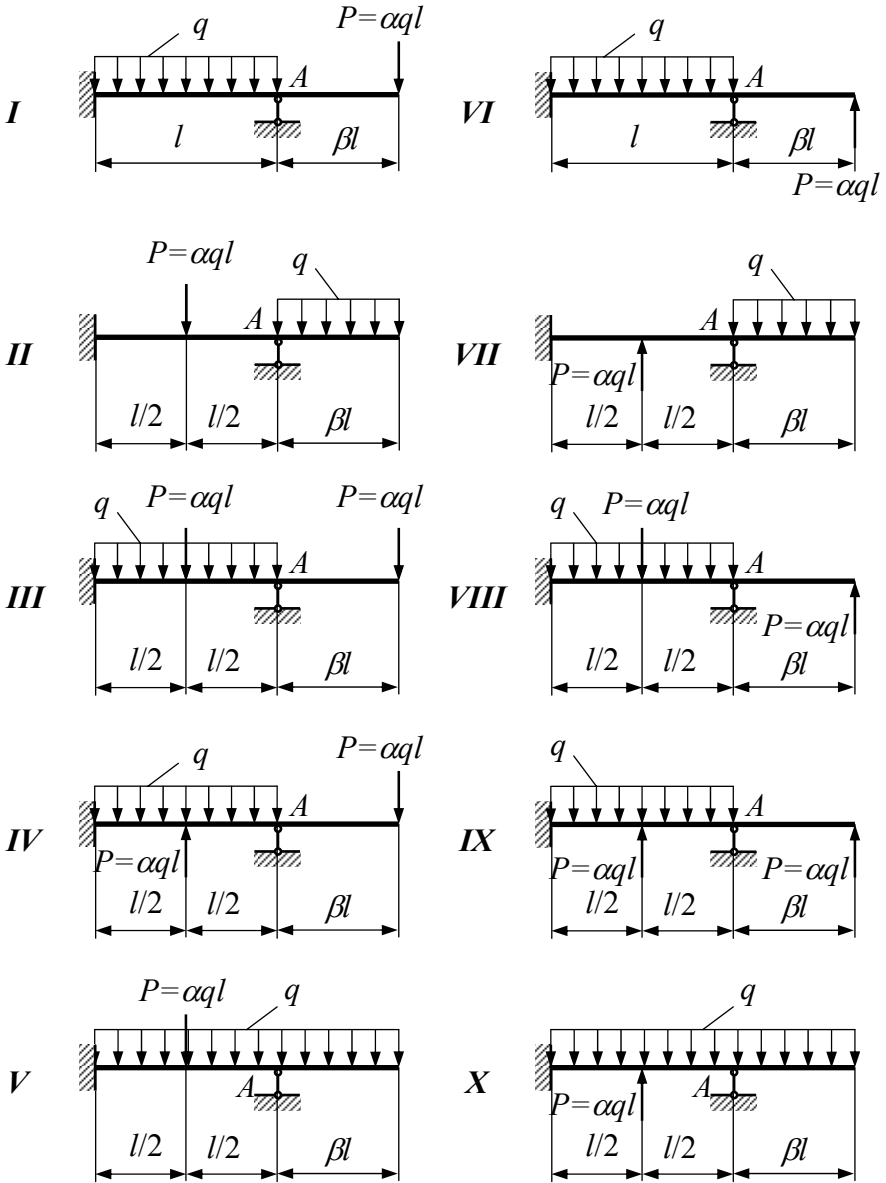 P=αql
q
q
A
A
I
VI
l
βl
l
βl
P=αql
P=αql
q
q
A
A
II
VII
P=αql
l/2
l/2
βl
l/2
l/2
βl
q
P=αql
P=αql
q
P=αql
A
A
III
VIII
P=αql
l/2
l/2
βl
l/2
l/2
βl
q
P=αql
q
A
A
IV
IX
P=αql
P=αql
P=αql
l/2
l/2
βl
l/2
l/2
βl
P=αql
q
q
V
A
X
A
P=αql
l/2
l/2
βl
l/2
l/2
βl